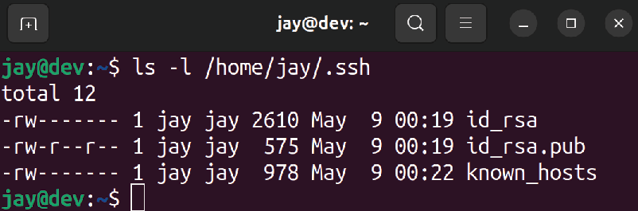 jay@dev: ~
jay@dev:~$ ls -l /home/jay/.ssh
total 12
-rw------- 1 jay jay 2610 May  9 00:19 id_rsa
-rw-r--r-- 1 jay jay  575 May  9 00:19 id_rsa.pub
-rw------- 1 jay jay  978 May  9 00:22 known_hosts
jay@dev:~$